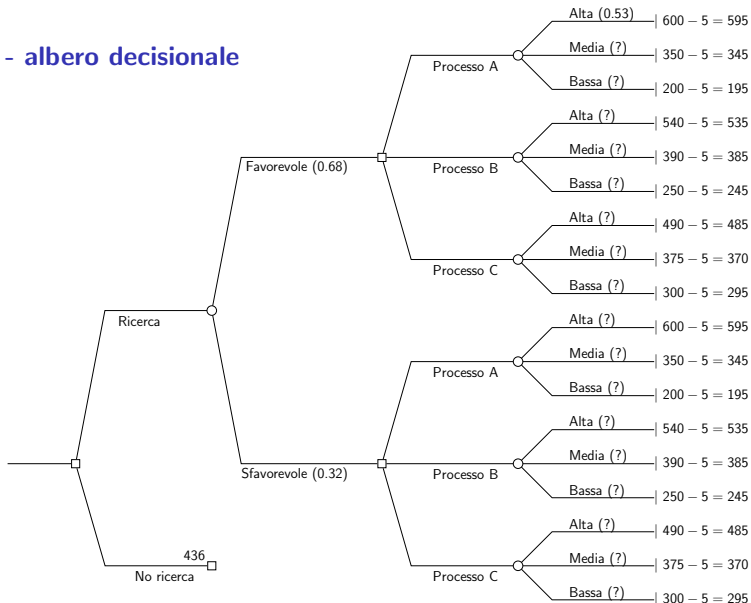 - albero decisionale
Alta (0.53) | 600 − 5 = 595
Processo A Media (?) | 350 − 5 = 345
Bassa (?) | 200 − 5 = 195
Favorevole (0.68)
Alta (?) | 540 − 5 = 535
Processo B Media (?) | 390 − 5 = 385
Bassa (?) | 250 − 5 = 245
Alta (?) | 490 − 5 = 485
Processo C Media (?) | 375 − 5 = 370
Bassa (?) | 300 − 5 = 295
Ricerca
Alta (?) | 600 − 5 = 595
Processo A Media (?) | 350 − 5 = 345
Bassa (?) | 200 − 5 = 195
Sfavorevole (0.32)
Alta (?) | 540 − 5 = 535
Processo B Media (?) | 390 − 5 = 385
Bassa (?) | 250 − 5 = 245
Alta (?) | 490 − 5 = 485
Processo C Media (?) | 375 − 5 = 370
Bassa (?) | 300 − 5 = 295
436
No ricerca